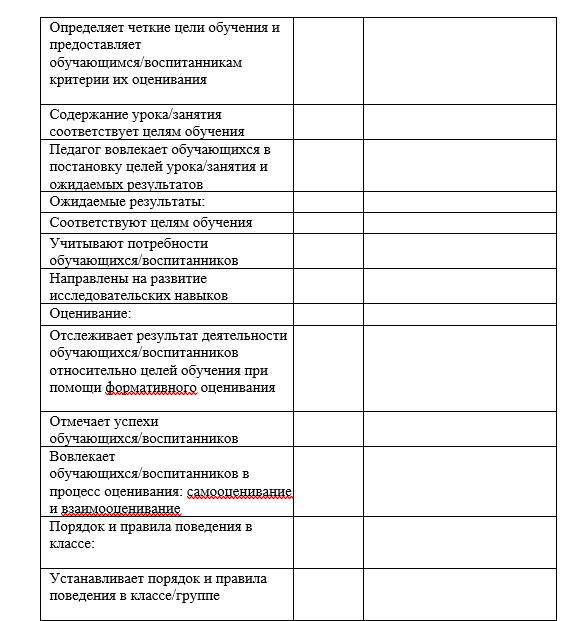 Определяет четкие цели обучения и
предоставляет
обучающимся/воспитанникам
критерии их оценивания
Содержание урока/занятия
соответствует целям обучения
Педагог вовлекает обучающихся в
постановку целей урока/занятия и
ожидаемых результатов
Ожидаемые результаты:
Соответствуют целям обучения
Учитывают потребности
обучающихся/воспитанников
Направлены на развитие
исследовательских навыков
Оценивание:
Отслеживает результат деятельности
обучающихся/воспитанников
относительно целей обучения при
помощи формативного оценивания
Отмечает успехи
обучающихся/воспитанников
Вовлекает
обучающихся/воспитанников в
процесс оценивания: самооценивание
и взаимооценивание
Порядок и правила поведения в
классе:
Устанавливает порядок и правила
поведения в классе/группе